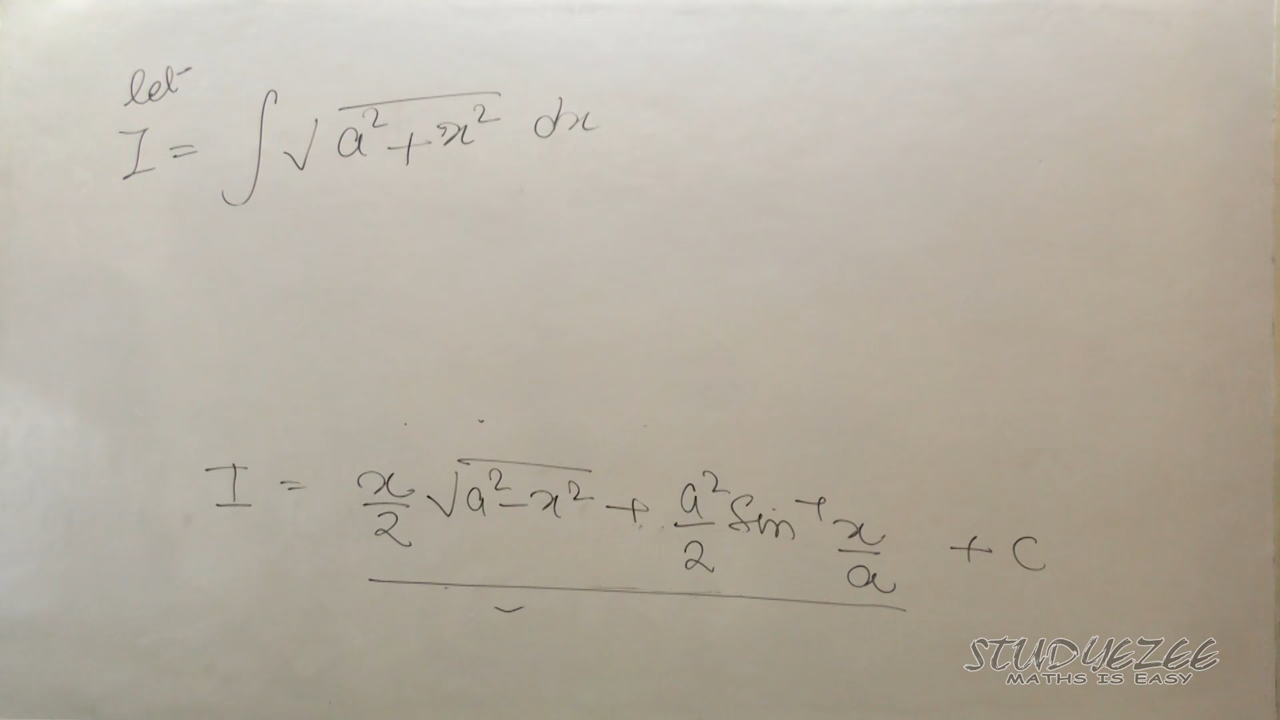 let
I = ∫ √(a² + x²) dx
I = x/2 √(a² - x²) + a²/2 Sin⁻¹ x/a + C
STUDYEZEE
MATHS IS EASY